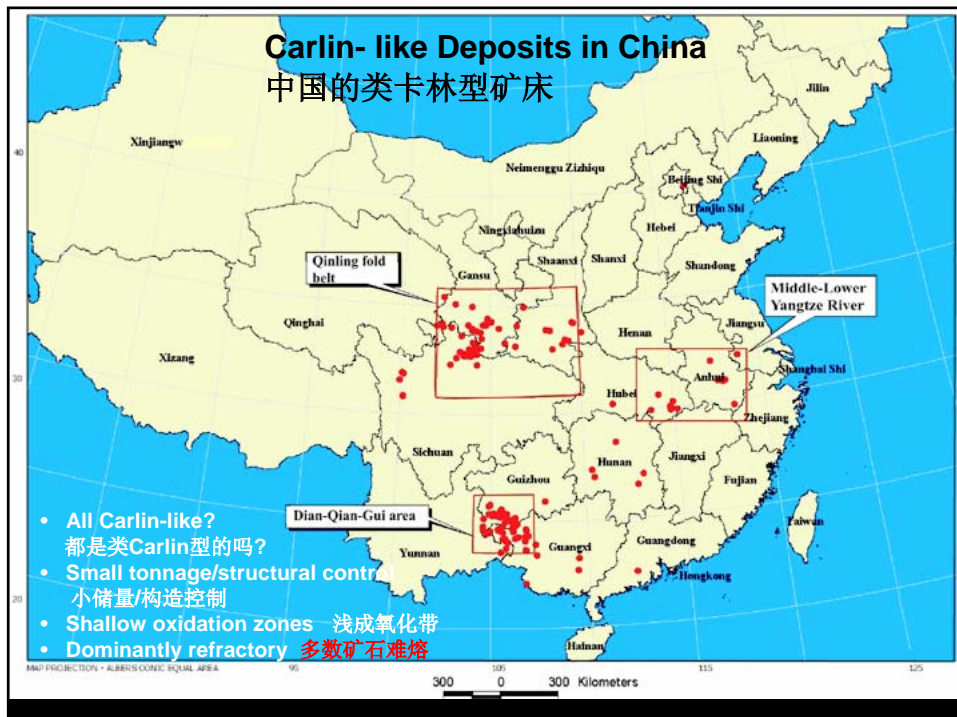 Carlin- like Deposits in China
中国的类卡林型矿床
Jilin
Liaoning
Xinjiangw
40
Neimenggu Zizhiqu
Beijing Shi
Tianjin Shi
Hebei
Ningxiahuizu
Shaanxi
Shanxi
Shandong
Qinling fold
belt
Gansu
Middle-Lower
Yangtze River
Qinghai
Henan
Jiangsu
Xizang
30
Anhui
Shanghai Shi
Hubei
Zhejiang
Sichuan
Hunan
Jiangxi
Guizhou
Fujian
Dian-Qian-Gui area
Taiwan
Yunnan
Guangxi
Guangdong
Hongkong
• All Carlin-like?
都是类Carlin型的吗?
• Small tonnage/structural control
小储量/构造控制
20
• Shallow oxidation zones 浅成氧化带
• Dominantly refractory 多数矿石难熔
Hainan
MAP PROJECTION - ALBERS CONIC EQUAL AREA
95
105
115
125
300 0 300 Kilometers